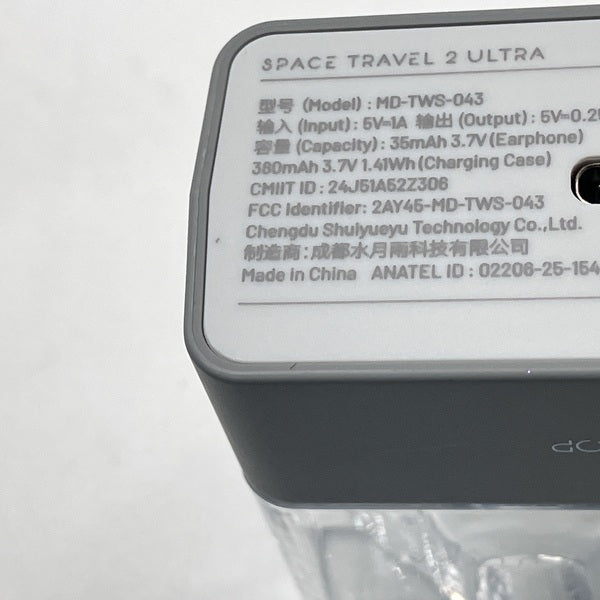 SPACE TRAVEL 2 ULTRA
型号 (Model) : MD-TWS-043
输入 (Input) : 5V=1A 输出 (Output) : 5V=0.2
容量 (Capacity) : 35mAh 3.7V (Earphone)
380mAh 3.7V 1.41Wh (Charging Case)
CMIIT ID : 24J51A52Z306
FCC Identifier: 2AY45-MD-TWS-043
Chengdu Shuiyueyu Technology Co.,Ltd.
制造商: 成都水月雨科技有限公司
Made in China ANATEL ID : 02206-25-154